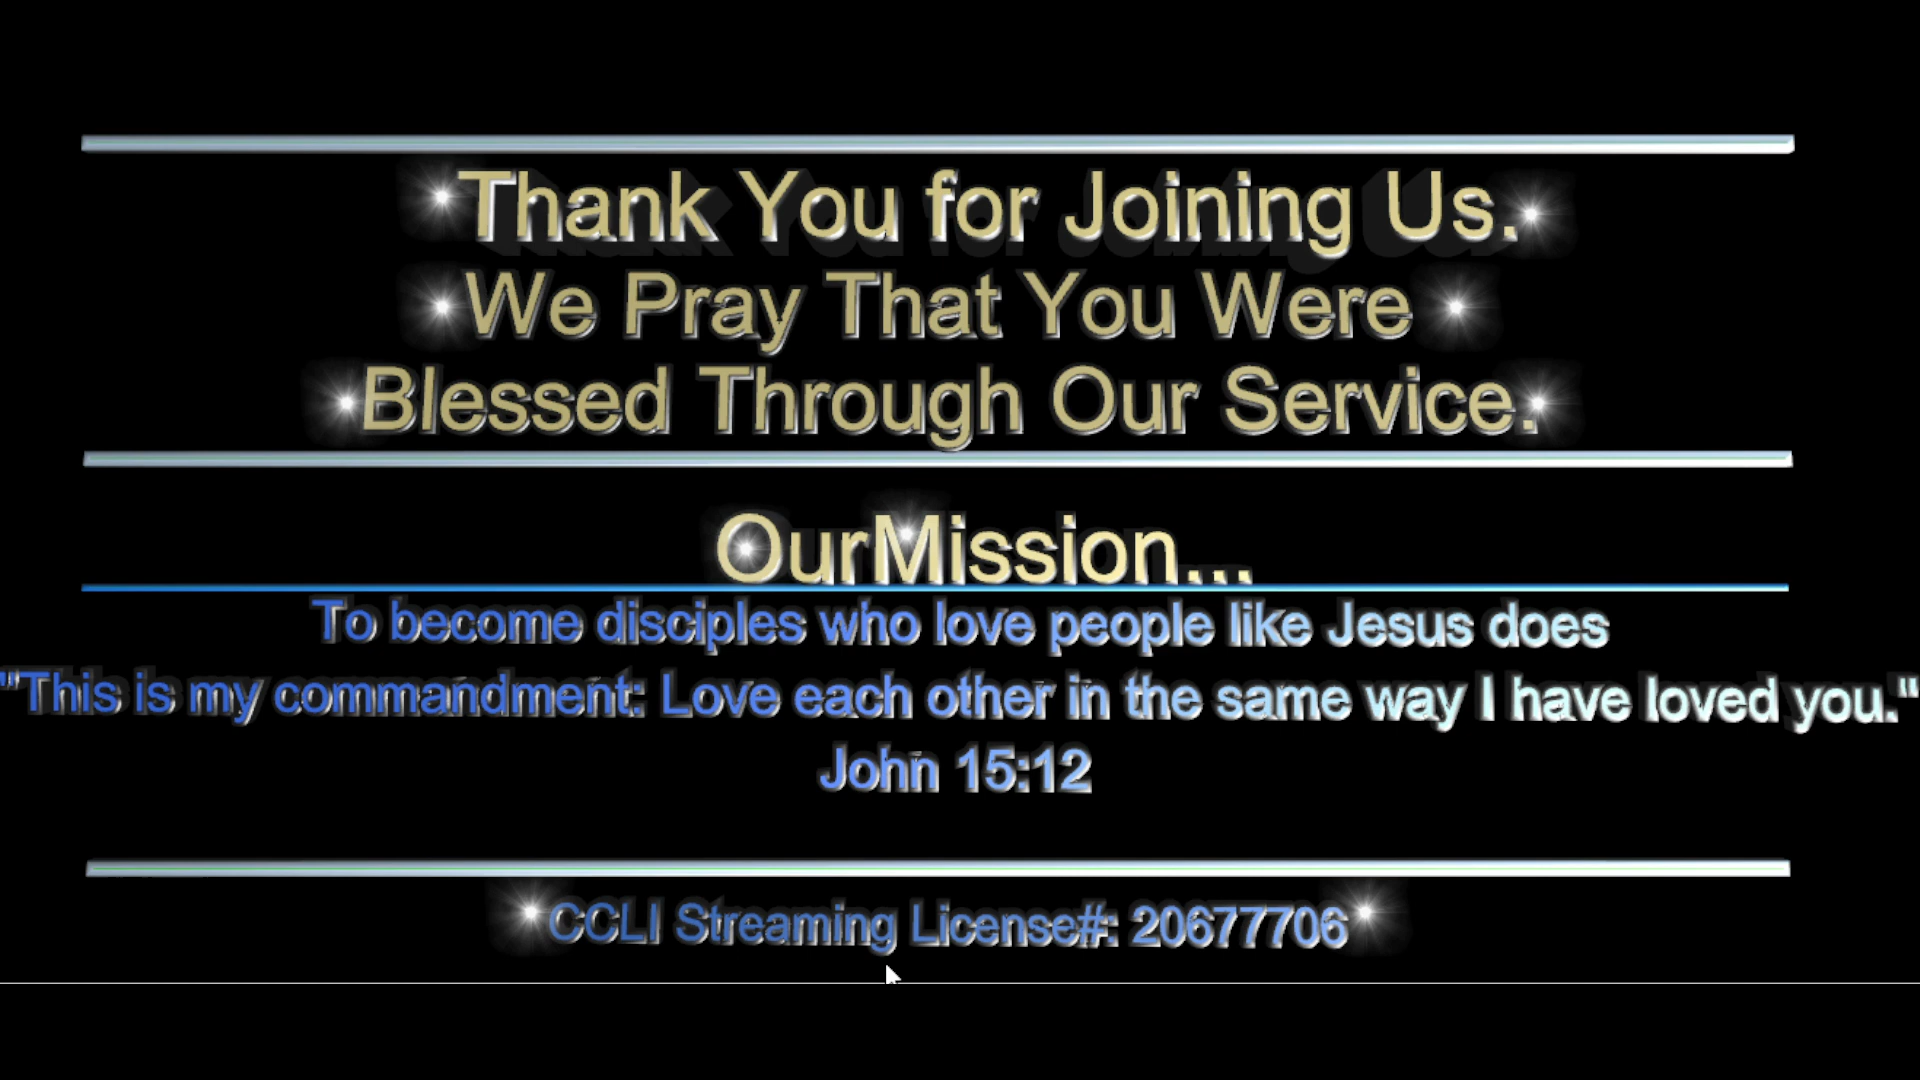 Thank You for Joining Us.
We Pray That You Were
Blessed Through Our Service.
OurMission...
To become disciples who love people like Jesus does
"This is my commandment: Love each other in the same way I have loved you."
John 15:12
CCLI Streaming License#: 20677706